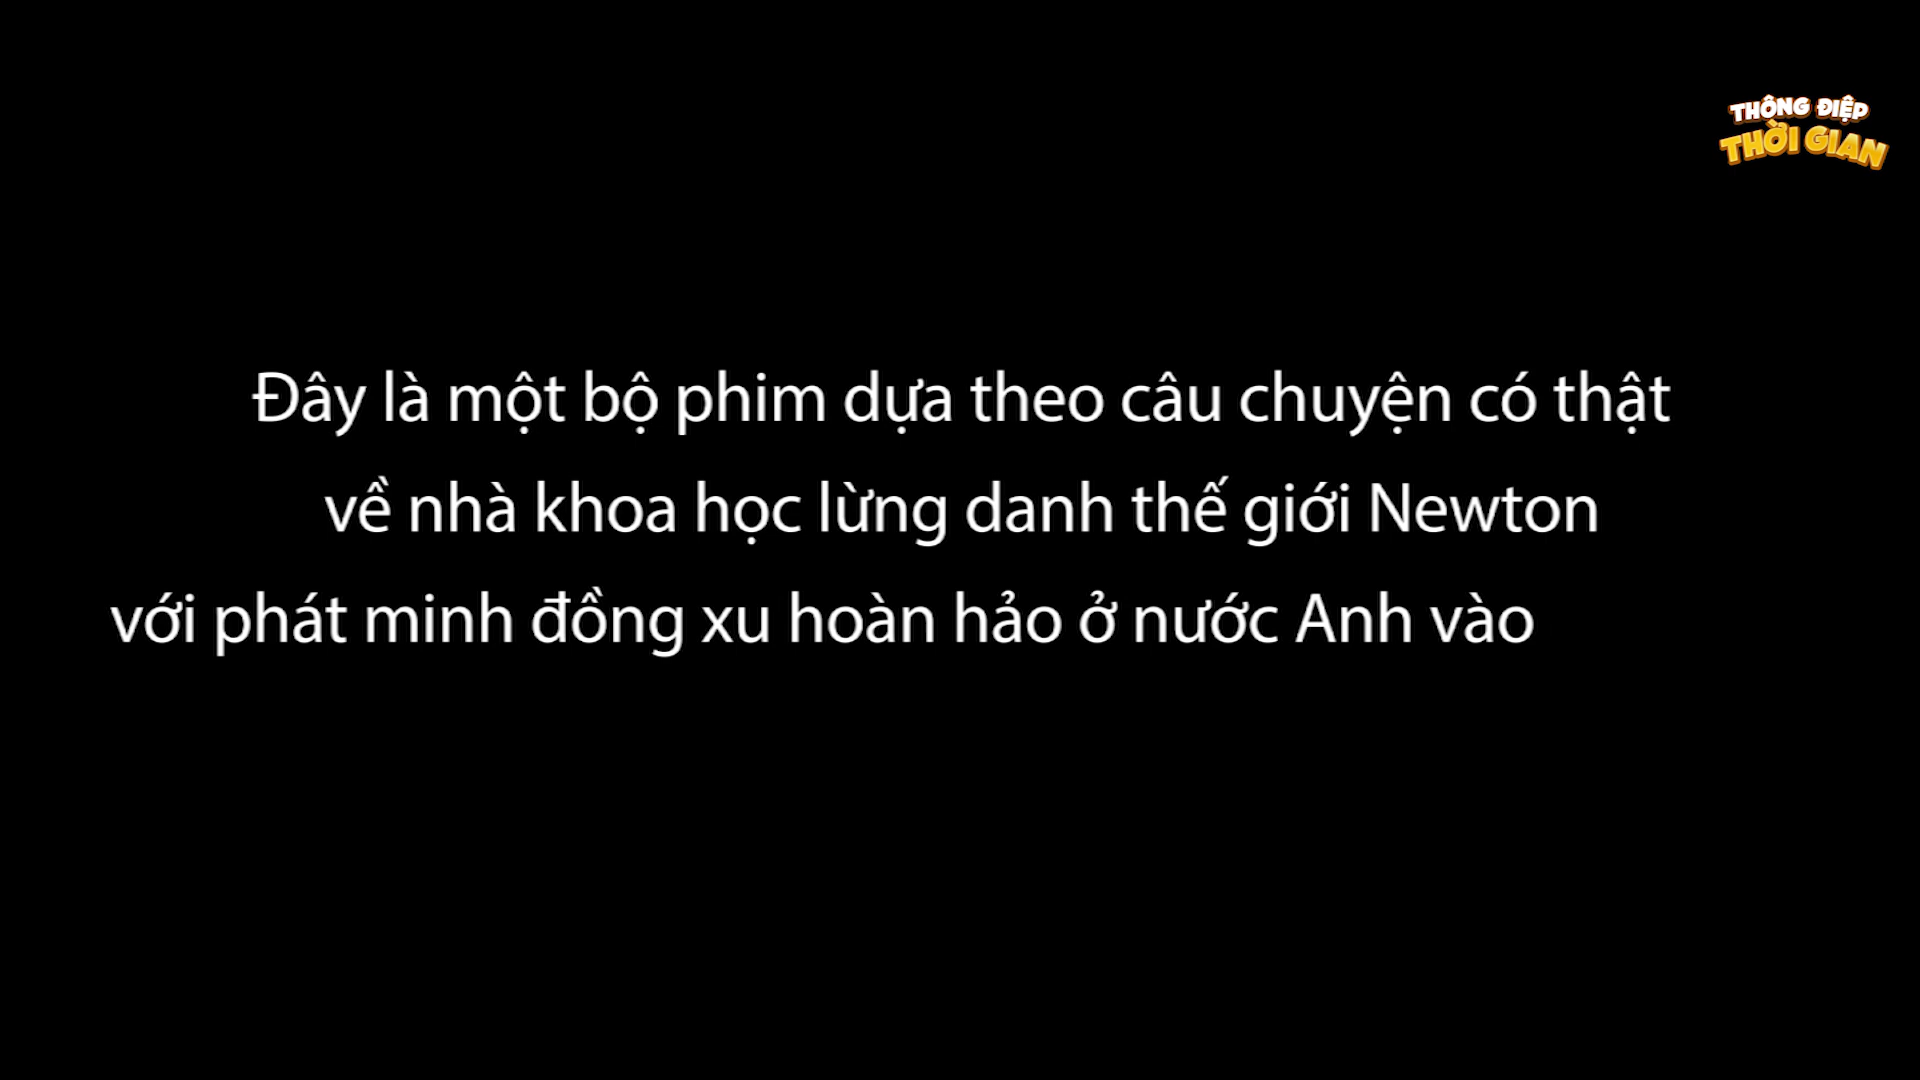 THÔNG ĐIỆP
THỜI GIAN
Đây là một bộ phim dựa theo câu chuyện có thật
về nhà khoa học lừng danh thế giới Newton
với phát minh đồng xu hoàn hảo ở nước Anh vào